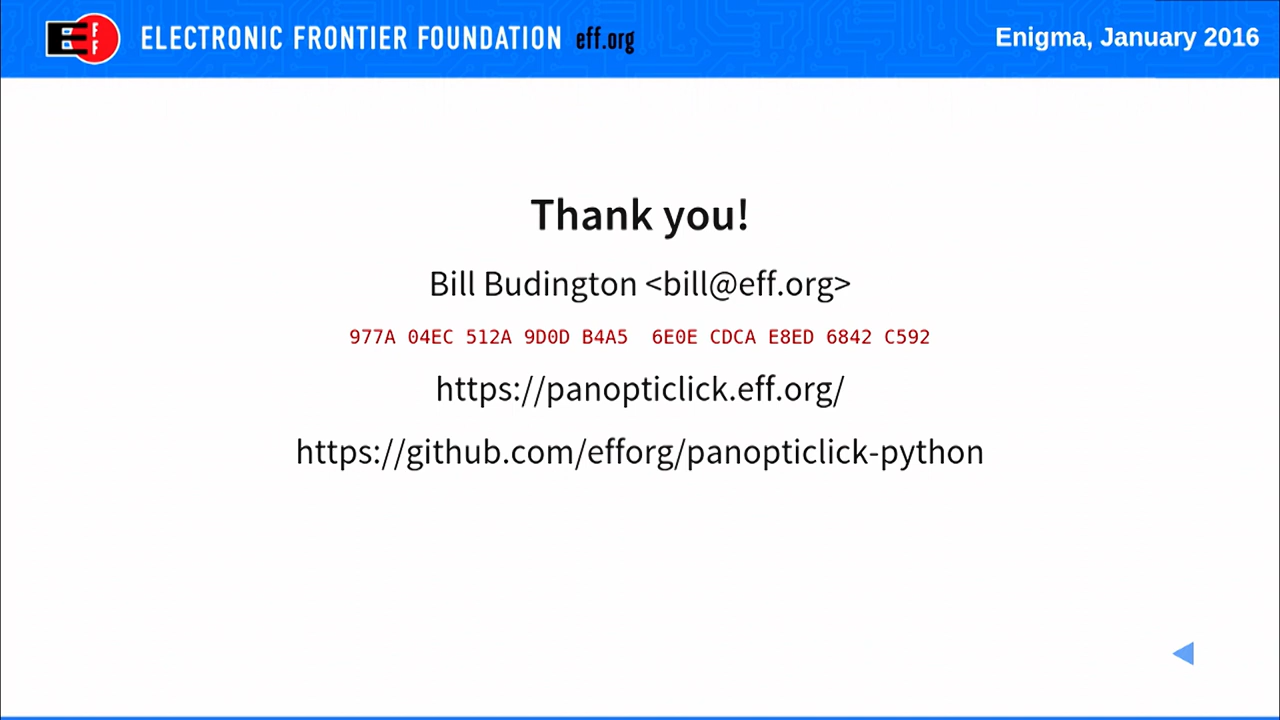 EFF ELECTRONIC FRONTIER FOUNDATION eff.org
Enigma, January 2016
Thank you!
Bill Budington <bill@eff.org>
977A 04EC 512A 9D0D B4A5  6E0E CDCA E8ED 6842 C592
https://panopticlick.eff.org/
https://github.com/efforg/panopticlick-python